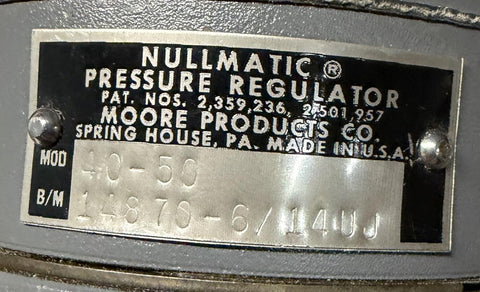 NULLMATIC ®
PRESSURE REGULATOR
PAT. NOS. 2,359,236, 2,501,957
MOORE PRODUCTS CO.
SPRING HOUSE, PA. MADE IN U.S.A.
MOD 40-50
B/M 14870-6/14UJ